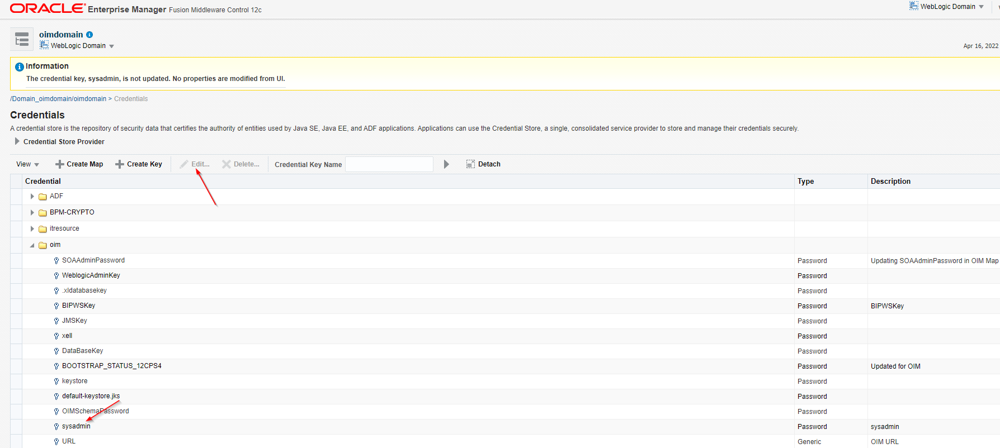 ORACLE Enterprise Manager Fusion Middleware Control 12c
WebLogic Domain
oimdomain
WebLogic Domain
Apr 16, 2022
Information
The credential key, sysadmin, is not updated. No properties are modified from UI.
/Domain_oimdomain/oimdomain > Credentials
Credentials
A credential store is the repository of security data that certifies the authority of entities used by Java SE, Java EE, and ADF applications. Applications can use the Credential Store, a single, consolidated service provider to store and manage their credentials securely.
Credential Store Provider
View Create Map Create Key Edit... Delete... Credential Key Name Detach
Credential Type Description
ADF
BPM-CRYPTO
itresource
oim
SOAAdminPassword Password Updating SOAAdminPassword in OIM Map
WeblogicAdminKey Password
.xldatabasekey Password
BIPWSKey Password BIPWSKey
JMSKey Password
xell Password
DataBaseKey Password
BOOTSTRAP_STATUS_12CPS4 Password Updated for OIM
keystore Password
default-keystore.jks Password
OIMSchemaPassword Password
sysadmin Password sysadmin
URL Generic OIM URL